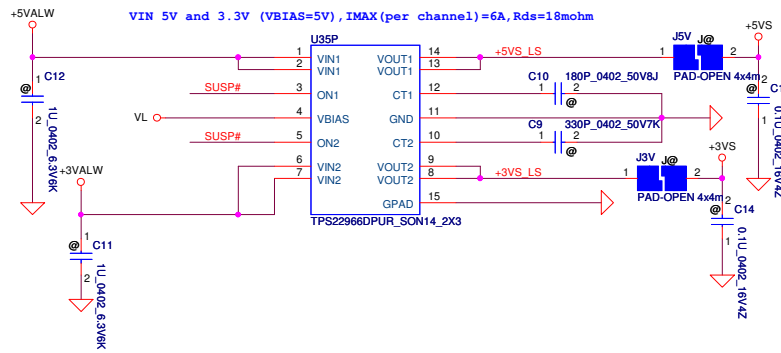 VIN 5V and 3.3V (VBIAS=5V),IMAX(per channel)=6A,Rds=18mohm
+5VALW
+5VS
U35P
J5V
J@
1 VIN1
2 VIN1
VOUT1 14
VOUT1 13
+5VS_LS
1
2
PAD-OPEN 4x4m
C12
@
1
2
1U_0402_6.3V6K
SUSP#
3 ON1
CT1 12
C10 180P_0402_50V8J
1 2
@
VL
4 VBIAS
GND 11
SUSP#
5 ON2
CT2 10
C9 330P_0402_50V7K
1 2
@
@
1
2
0.1U_0402_16V4Z
+3VALW
6 VIN2
7 VIN2
VOUT2 9
VOUT2 8
+3VS_LS
J3V
J@
1
2
PAD-OPEN 4x4m
+3VS
GPAD 15
TPS22966DPUR_SON14_2X3
@
1
2
C11
1U_0402_6.3V6K
@
1
2
C14
0.1U_0402_16V4Z